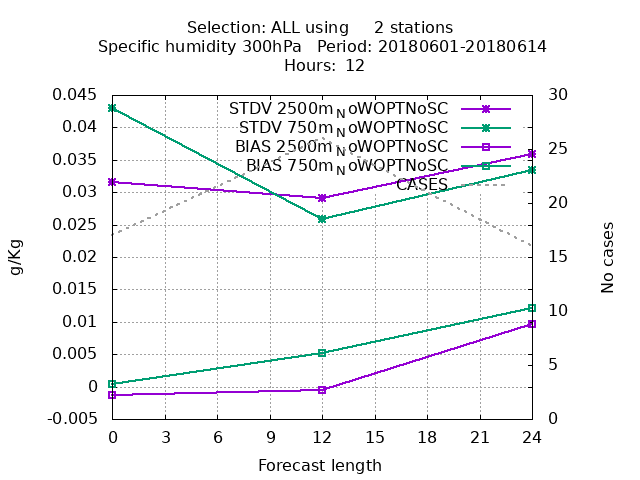 Selection: ALL using     2 stations
Specific humidity 300hPa   Period: 20180601-20180614
Hours: 12
0.045
0.04
0.035
0.03
0.025
0.02
0.015
0.01
0.005
0
-0.005
30
25
20
15
10
5
0
STDV 2500m_NoWOPTNoSC
STDV 750m_NoWOPTNoSC
BIAS 2500m_NoWOPTNoSC
BIAS 750m_NoWOPTNoSC
CASES
g/Kg
No cases
0 3 6 9 12 15 18 21 24
Forecast length